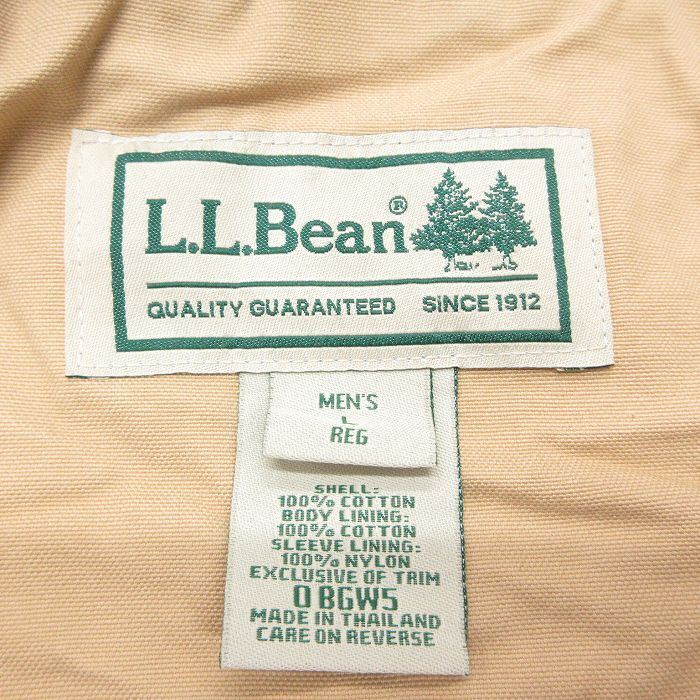 L.L.Bean®
QUALITY GUARANTEED SINCE 1912
MEN'S
L
REG
SHELL:
100% COTTON
BODY LINING:
100% COTTON
SLEEVE LINING:
100% NYLON
EXCLUSIVE OF TRIM
0 BGW5
MADE IN THAILAND
CARE ON REVERSE